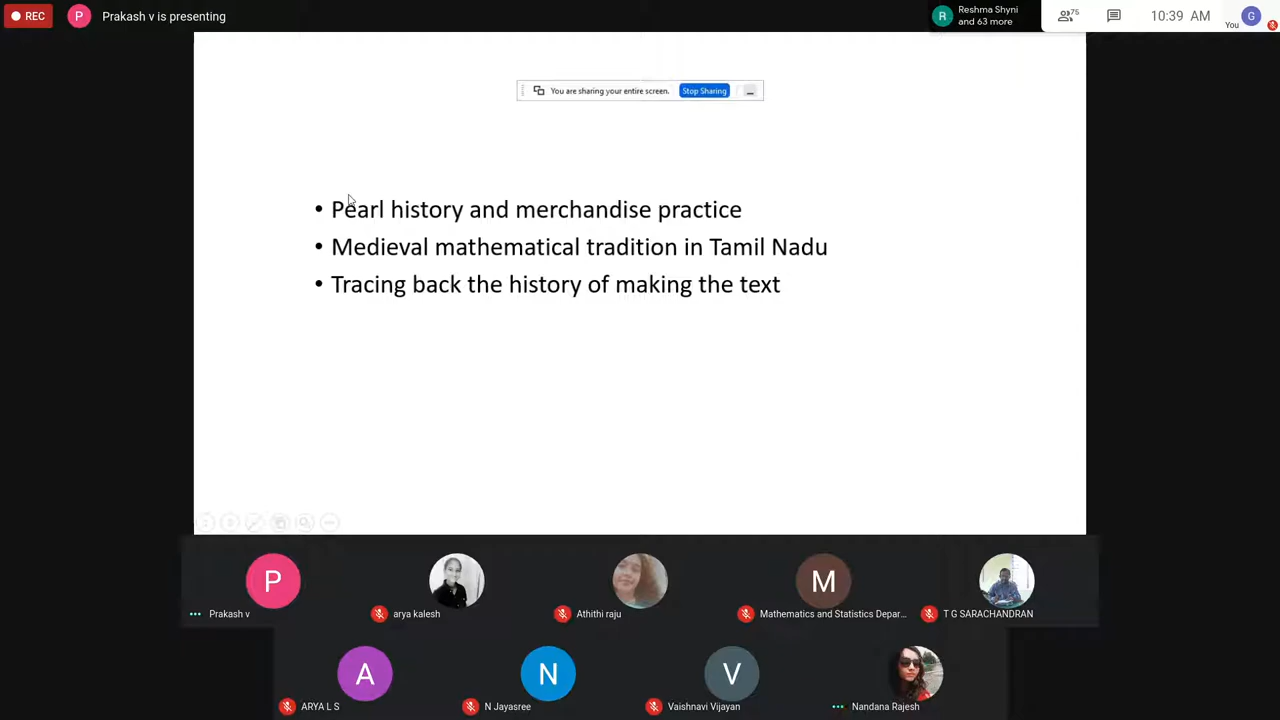 REC
P
Prakash v is presenting
R
Reshma Shyni
and 63 more
75
10:39 AM
You
G
You are sharing your entire screen.
Stop Sharing
• Pearl history and merchandise practice
• Medieval mathematical tradition in Tamil Nadu
• Tracing back the history of making the text
P
M
Prakash v
arya kalesh
Athithi raju
Mathematics and Statistics Depar...
T G SARACHANDRAN
A
N
V
ARYA L S
N Jayasree
Vaishnavi Vijayan
Nandana Rajesh